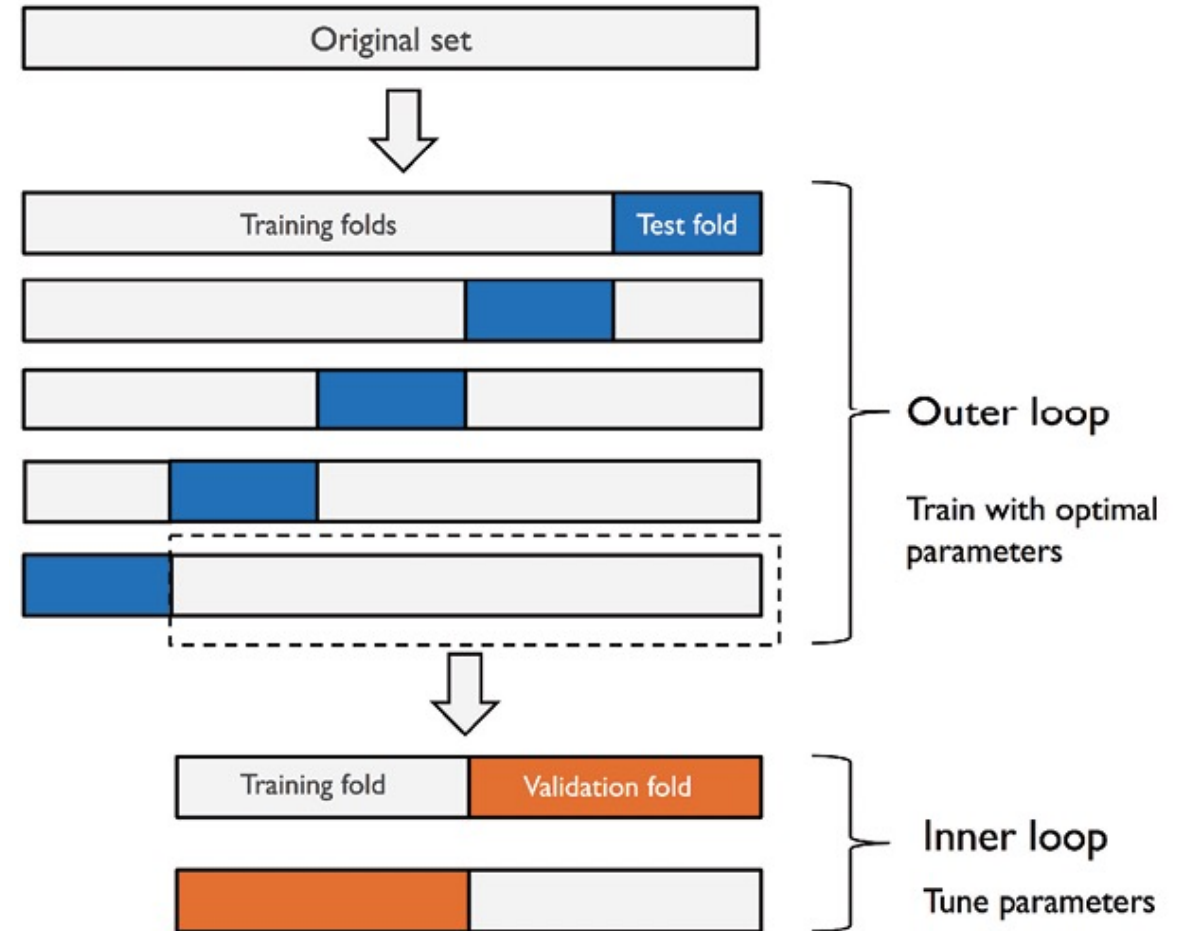 Original set
Training folds
Test fold
Outer loop
Train with optimal
parameters
Training fold
Validation fold
Inner loop
Tune parameters